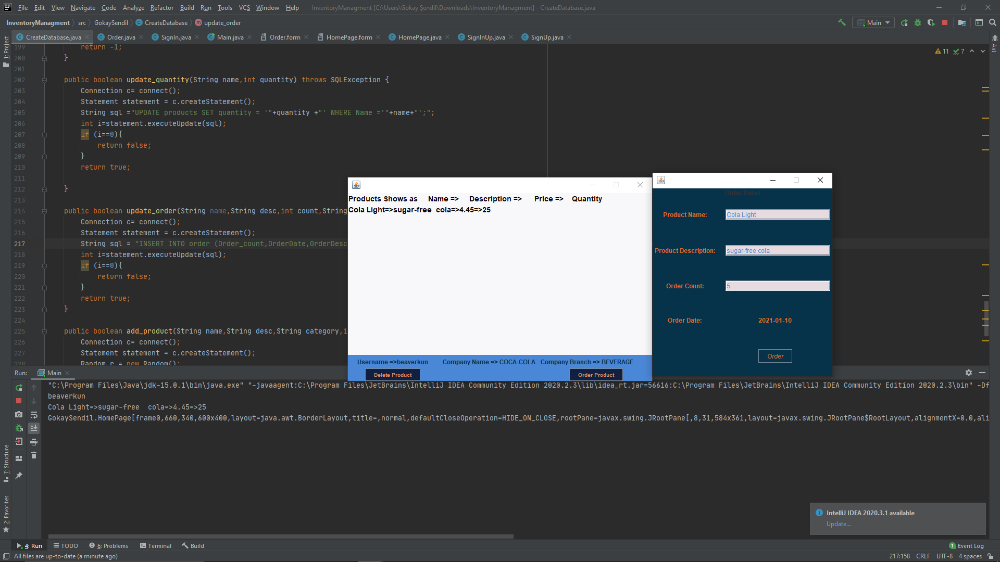 File Edit View Navigate Code Analyze Refactor Build Run Tools VCS Window Help InventoryManagment [C:\Users\Gökay Şendil\Downloads\InventoryManagment] - CreateDatabase.java
InventoryManagment src GokaySendil CreateDatabase update_order
Main
CreateDatabase.java Order.java SıgnIn.java Main.java Order.form HomePage.form HomePage.java SignInUp.java SignUp.java
1: Project
Ant
11 7
199 return -1;
200 }
201
202 public boolean update_quantity(String name,int quantity) throws SQLException {
203 Connection c= connect();
204 Statement statement = c.createStatement();
205 String sql ="UPDATE products SET quantity = '"+quantity +"' WHERE Name ='"+name+"';";
206 int i=statement.executeUpdate(sql);
207 if (i==0){
208 return false;
209 }
210 return true;
211
212 }
213
214 public boolean update_order(String name,String desc,int count,String
215 Connection c= connect();
216 Statement statement = c.createStatement();
217 String sql = "INSERT INTO order (Order_count,OrderDate,OrderDesc
218 int i=statement.executeUpdate(sql);
219 if (i==0){
220 return false;
221 }
222 return true;
223 }
224
225 public boolean add_product(String name,String desc,String category,i
226 Connection c= connect();
227 Statement statement = c.createStatement();
228 Random r = new Random();
Products Shows as Name => Description => Price => Quantity
Cola Light=>sugar-free cola=>4.45=>25
Username =>beaverkun Company Name => COCA-COLA Company Branch => BEVERAGE
Delete Product Order Product
Order Panel
Product Name: Cola Light
Product Description: sugar-free cola
Order Count: 5
Order Date: 2021-01-10
Order
Run: Main
"C:\Program Files\Java\jdk-15.0.1\bin\java.exe" "-javaagent:C:\Program Files\JetBrains\IntelliJ IDEA Community Edition 2020.2.3\lib\idea_rt.jar=56616:C:\Program Files\JetBrains\IntelliJ IDEA Community Edition 2020.2.3\bin" -Df
beaverkun
Cola Light=>sugar-free cola=>4.45=>25
GokaySendil.HomePage[frame0,660,340,600x400,layout=java.awt.BorderLayout,title=,normal,defaultCloseOperation=HIDE_ON_CLOSE,rootPane=javax.swing.JRootPane[,8,31,584x361,layout=javax.swing.JRootPane$RootLayout,alignmentX=0.0,ali
7: Structure
2: Favorites
IntelliJ IDEA 2020.3.1 available
Update...
4: Run TODO 6: Problems Terminal Build 1 Event Log
All files are up-to-date (a minute ago) 217:158 CRLF UTF-8 4 spaces